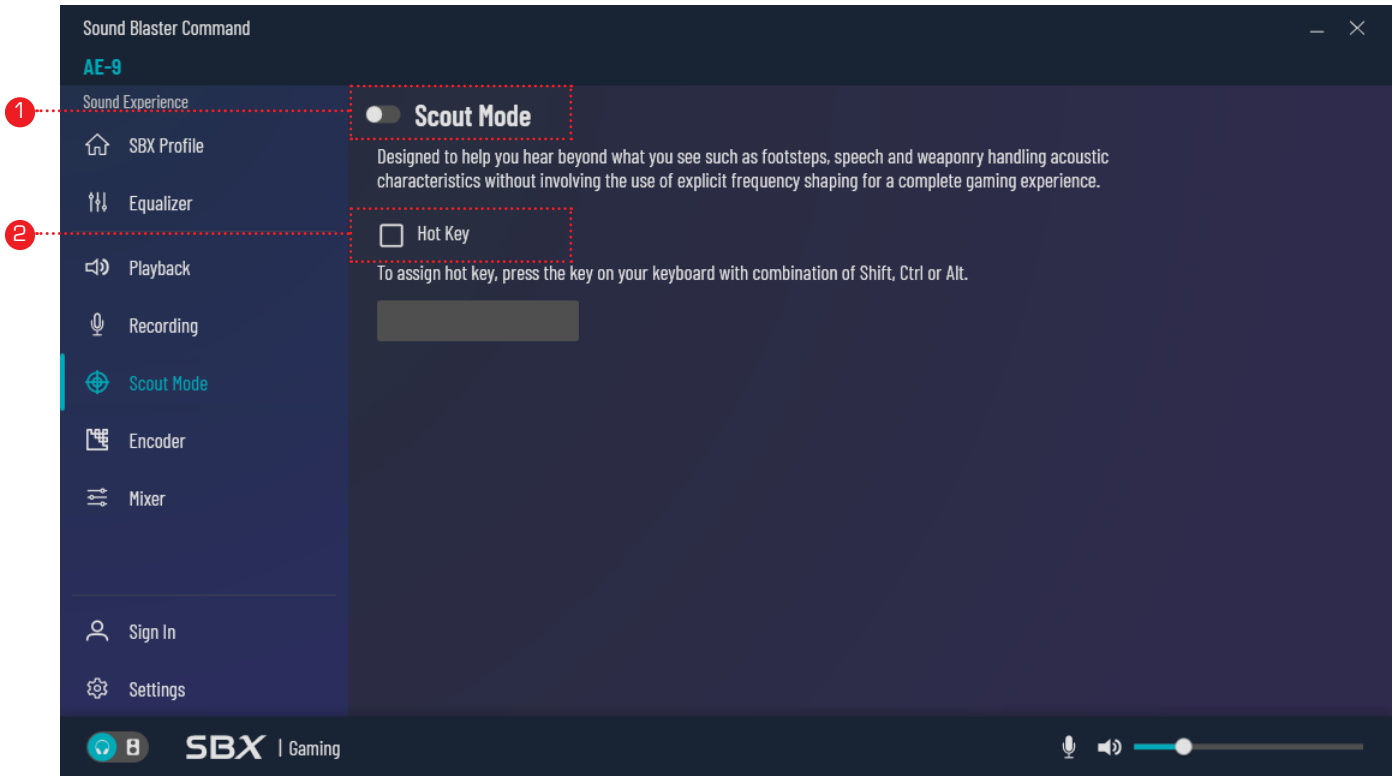 Sound Blaster Command
AE-9
Sound Experience
1
Scout Mode
SBX Profile
Designed to help you hear beyond what you see such as footsteps, speech and weaponry handling acoustic
characteristics without involving the use of explicit frequency shaping for a complete gaming experience.
Equalizer
2
Hot Key
Playback
To assign hot key, press the key on your keyboard with combination of Shift, Ctrl or Alt.
Recording
Scout Mode
Encoder
Mixer
Sign In
Settings
SBX | Gaming